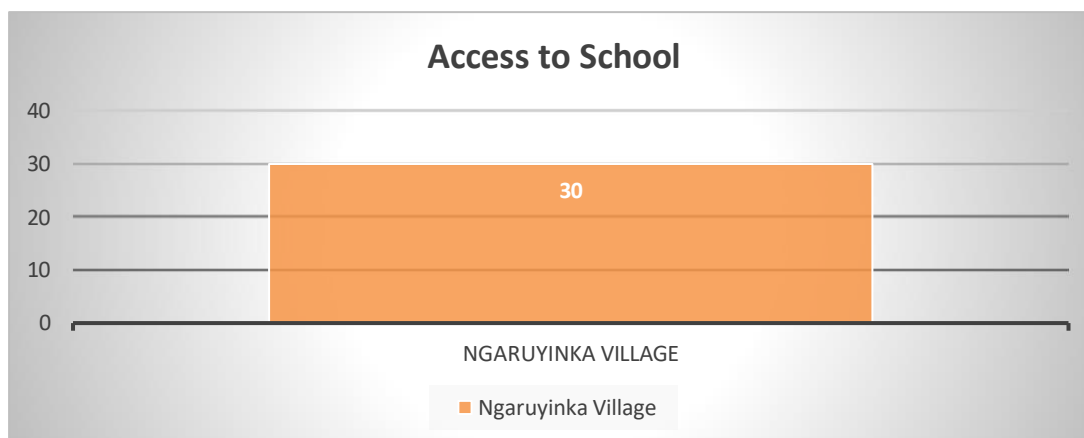 Access to School
40
30
30
20
10
0
NGARUYINKA VILLAGE
Ngaruyinka Village